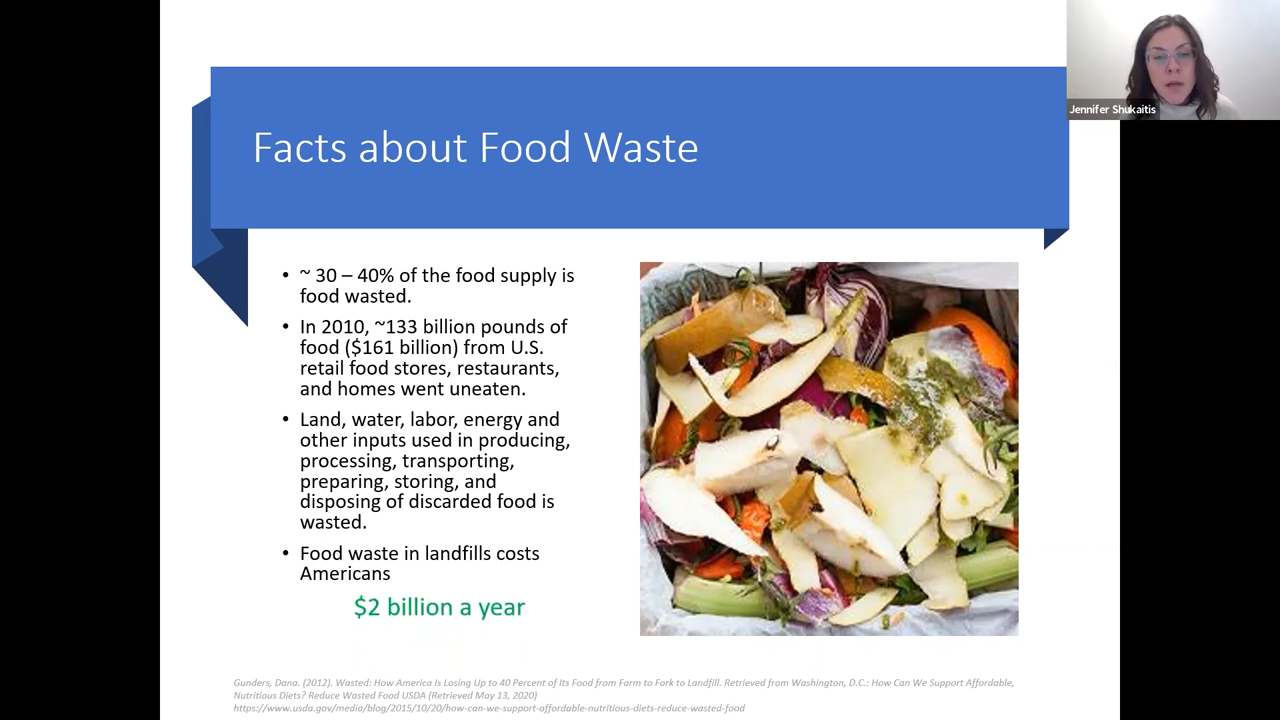 Jennifer Shukaitis
Facts about Food Waste
• ~ 30 – 40% of the food supply is
food wasted.
• In 2010, ~133 billion pounds of
food ($161 billion) from U.S.
retail food stores, restaurants,
and homes went uneaten.
• Land, water, labor, energy and
other inputs used in producing,
processing, transporting,
preparing, storing, and
disposing of discarded food is
wasted.
• Food waste in landfills costs
Americans
$2 billion a year
Gunders, Dana. (2012). Wasted: How America Is Losing Up to 40 Percent of Its Food from Farm to Fork to Landfill. Retrieved from Washington, D.C.: How Can We Support Affordable,
Nutritious Diets? Reduce Wasted Food USDA (Retrieved May 13, 2020)
https://www.usda.gov/media/blog/2015/10/20/how-can-we-support-affordable-nutritious-diets-reduce-wasted-food